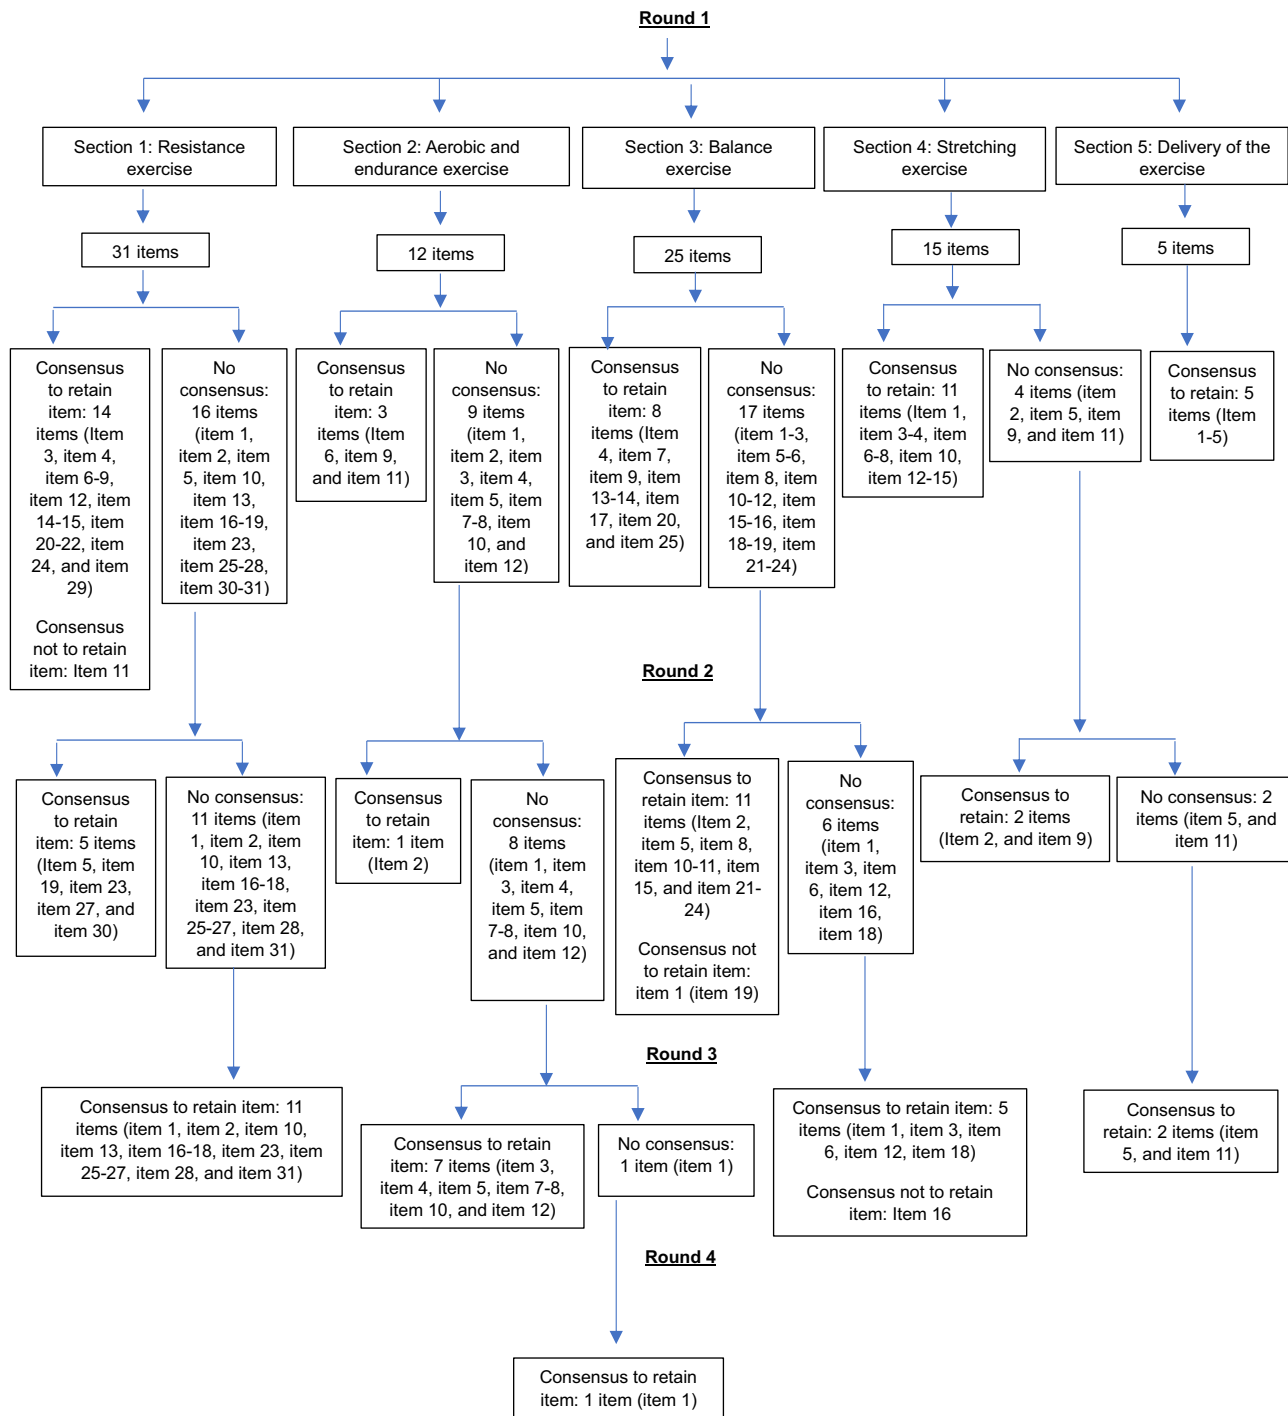 Round 1
Section 1: Resistance
exercise
Section 2: Aerobic and
endurance exercise
Section 3: Balance
exercise
Section 4: Stretching
exercise
Section 5: Delivery of the
exercise
31 items
12 items
25 items
15 items
5 items
Consensus
to retain
item: 14
items (Item
3, item 4,
item 6-9,
item 12, item
14-15, item
20-22, item
24, and item
29)
Consensus
not to retain
item: Item 11
No
consensus:
16 items
(item 1,
item 2, item
5, item 10,
item 13,
item 16-19,
item 23,
item 25-28,
item 30-31)
Consensus
to retain
item: 3
items (Item
6, item 9,
and item 11)
No
consensus:
9 items
(item 1,
item 2, item
3, item 4,
item 5, item
7-8, item
10, and
item 12)
Consensus
to retain
item: 8
items (Item
4, item 7,
item 9, item
13-14, item
17, item 20,
and item 25)
No
consensus:
17 items
(item 1-3,
item 5-6,
item 8, item
10-12, item
15-16, item
18-19, item
21-24)
Consensus
to retain: 11
items (Item 1,
item 3-4, item
6-8, item 10,
item 12-15)
No consensus:
4 items (item
2, item 5, item
9, and item 11)
Consensus
to retain: 5
items (Item
1-5)
Round 2
Consensus
to retain
item: 5 items
(Item 5, item
19, item 23,
item 27, and
item 30)
No consensus:
11 items (item
1, item 2, item
10, item 13,
item 16-18,
item 23, item
25-27, item 28,
and item 31)
Consensus
to retain
item: 1 item
(Item 2)
No
consensus:
8 items
(item 1, item
3, item 4,
item 5, item
7-8, item 10,
and item 12)
Consensus to
retain item: 11
items (Item 2,
item 5, item 8,
item 10-11, item
15, and item 21-
24)
Consensus not
to retain item:
item 1 (item 19)
No
consensus:
6 items
(item 1,
item 3, item
6, item 12,
item 16,
item 18)
Consensus to
retain: 2 items
(Item 2, and item 9)
No consensus: 2
items (item 5, and
item 11)
Round 3
Consensus to retain item: 11
items (item 1, item 2, item 10,
item 13, item 16-18, item 23, item
25-27, item 28, and item 31)
Consensus to retain
item: 7 items (item 3,
item 4, item 5, item 7-8,
item 10, and item 12)
No consensus:
1 item (item 1)
Consensus to retain item: 5
items (item 1, item 3, item
6, item 12, item 18)
Consensus not to retain
item: Item 16
Consensus to
retain: 2 items (item
5, and item 11)
Round 4
Consensus to retain
item: 1 item (item 1)